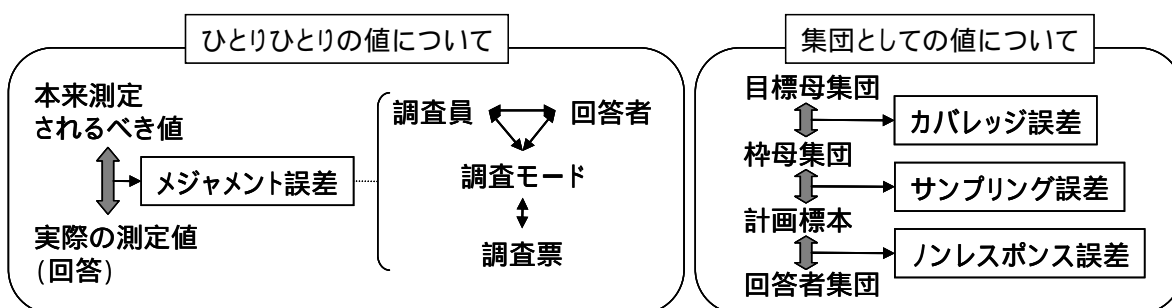 ひとりひとりの値について
本来測定
されるべき値
メジャメント誤差
実際の測定値
(回答)
調査員
回答者
調査モード
調査票
集団としての値について
目標母集団
カバレッジ誤差
枠母集団
サンプリング誤差
計画標本
ノンレスポンス誤差
回答者集団